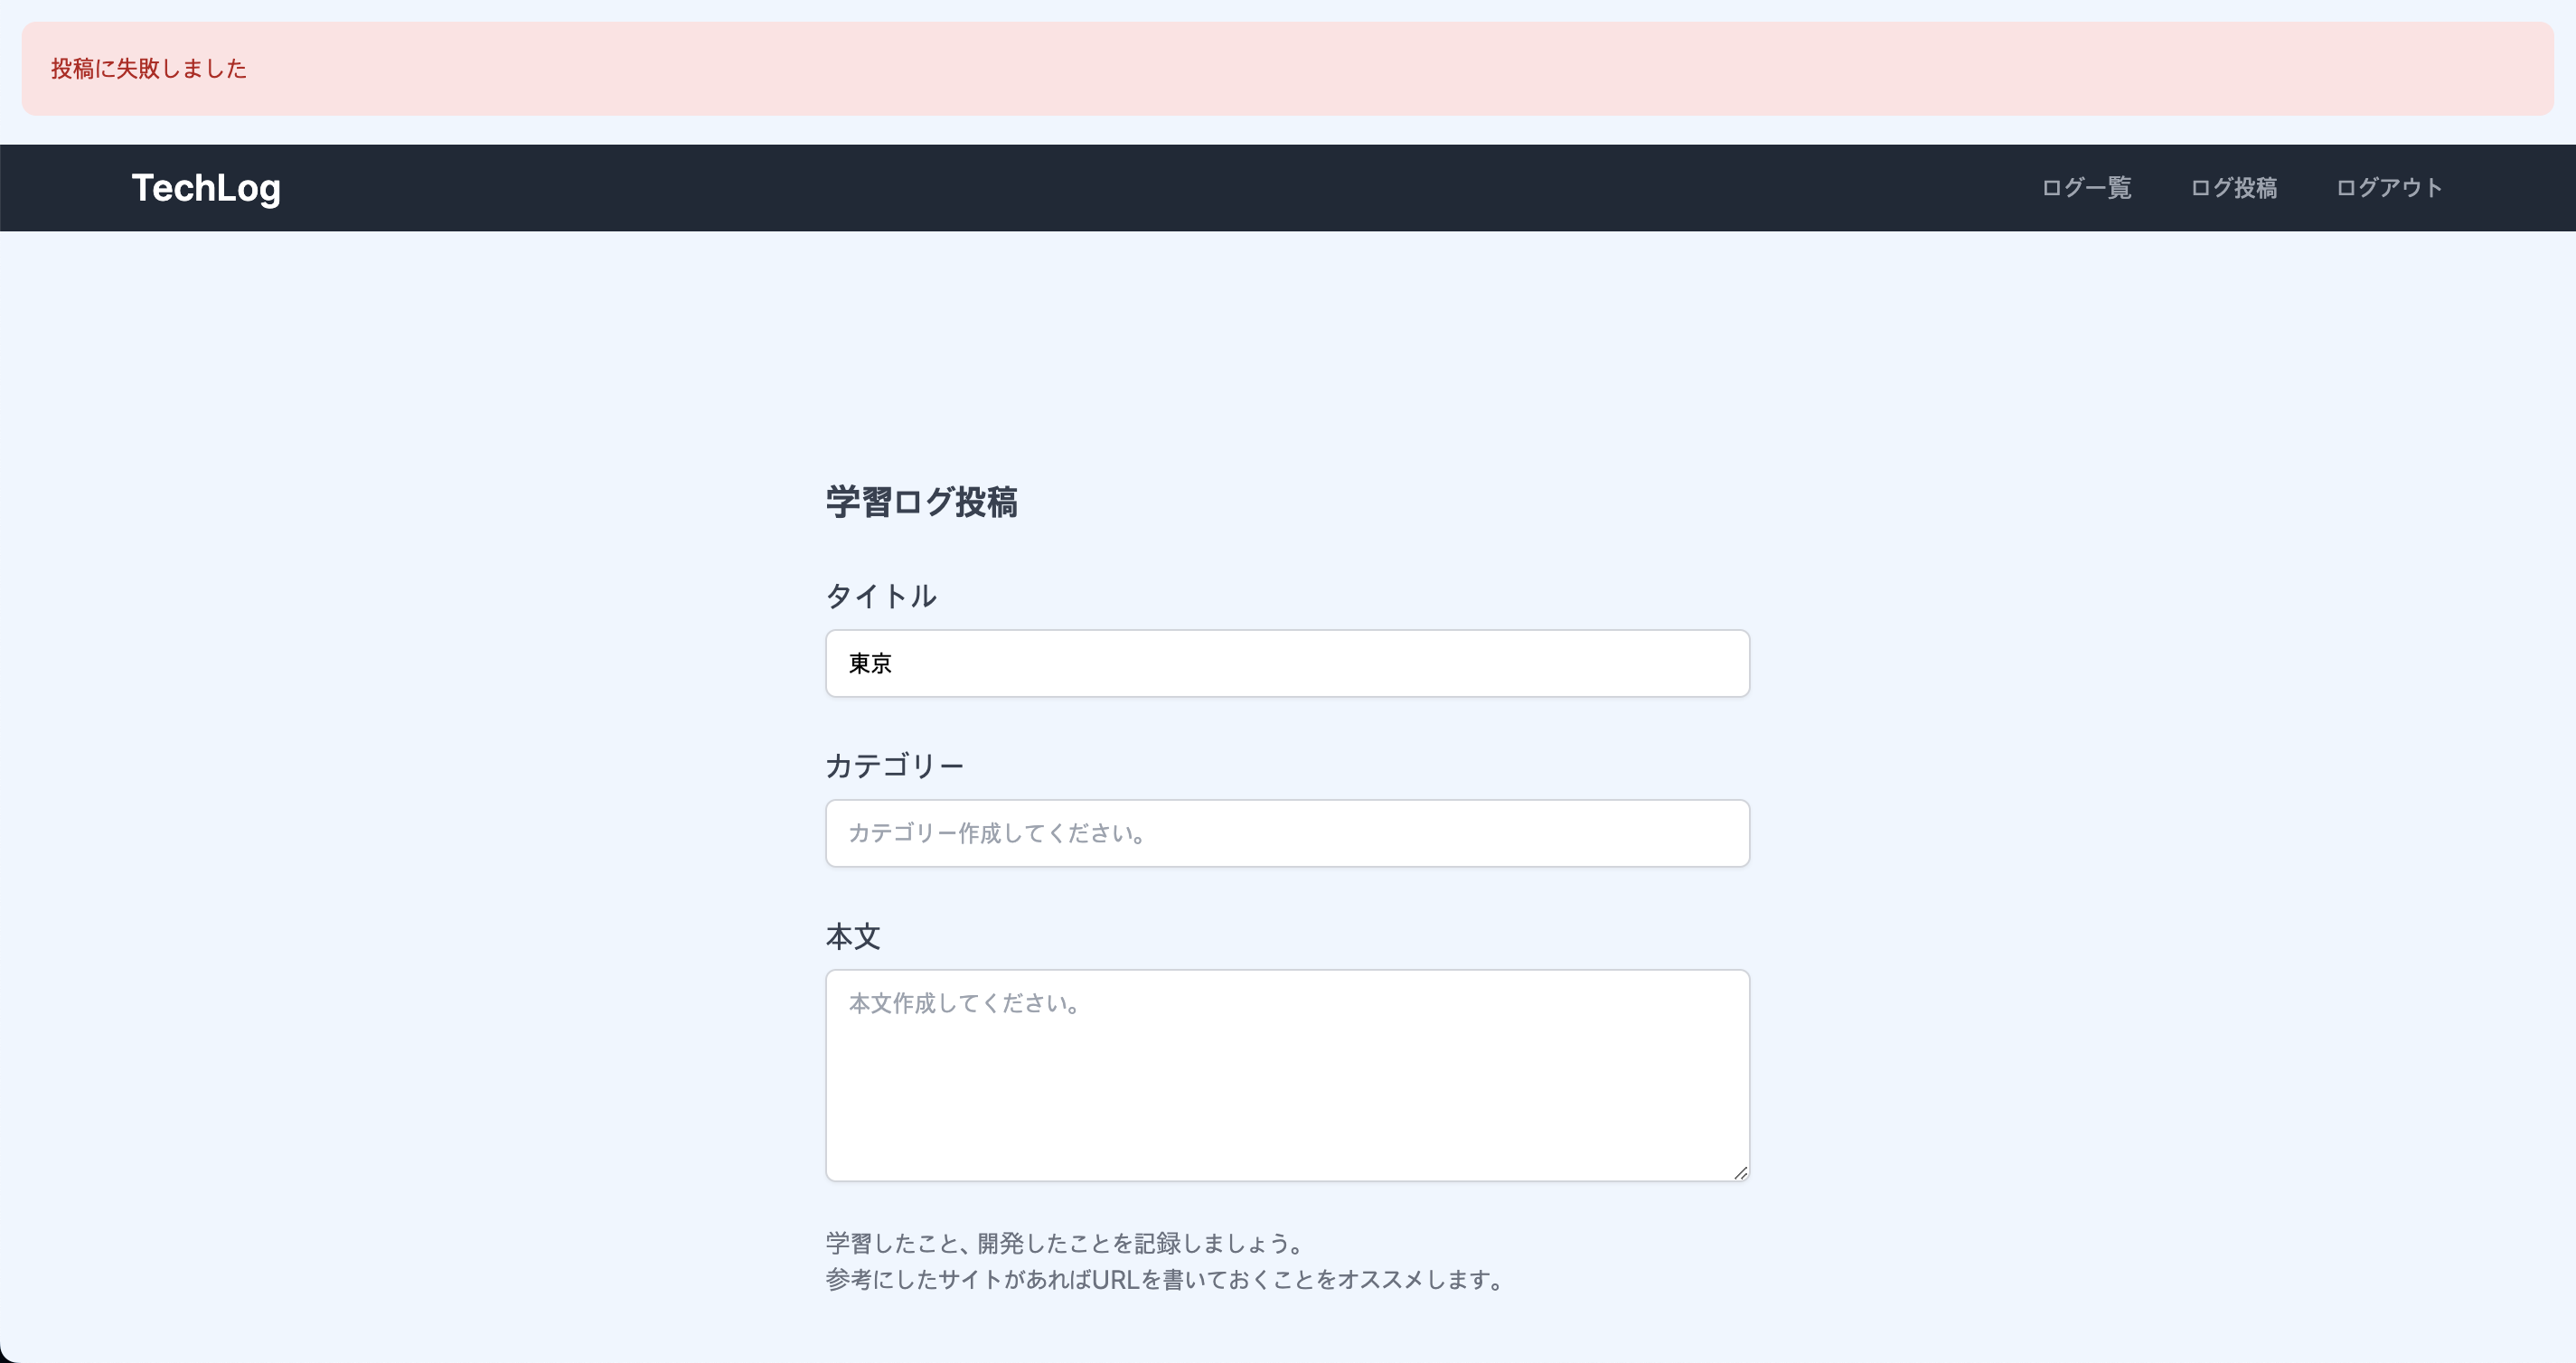 投稿に失敗しました
TechLog
ログ一覧
ログ投稿
ログアウト
学習ログ投稿
タイトル
東京
カテゴリー
カテゴリー作成してください。
本文
本文作成してください。
学習したこと、開発したことを記録しましょう。
参考にしたサイトがあればURLを書いておくことをオススメします。